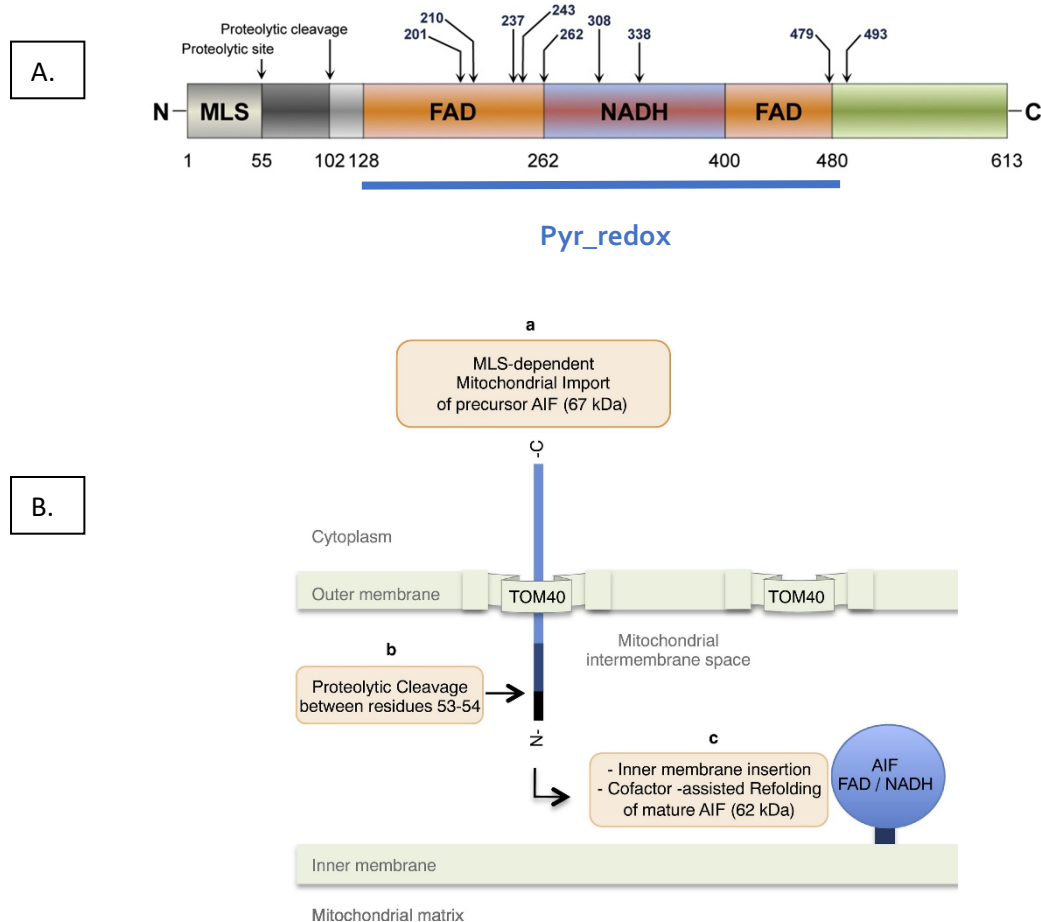 A.
Proteolytic cleavage
Proteolytic site
201
210
237
243
262
308
338
479
493
N
MLS
FAD
NADH
FAD
C
1
55
102
128
262
400
480
613
Pyr_redox
B.
a
MLS-dependent
Mitochondrial Import
of precursor AIF (67 kDa)
-C
Cytoplasm
Outer membrane
TOM40
TOM40
Mitochondrial
intermembrane space
b
Proteolytic Cleavage
between residues 53-54
N-
c
- Inner membrane insertion
- Cofactor -assisted Refolding
of mature AIF (62 kDa)
AIF
FAD / NADH
Inner membrane
Mitochondrial matrix